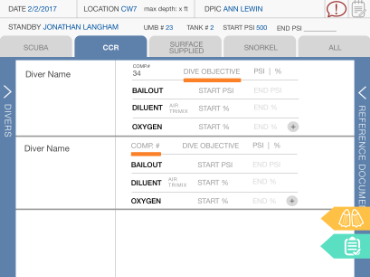 DATE 2/2/2017 LOCATION CW7 max depth: x ft DPIC ANN LEWIN
STANDBY JONATHAN LANGHAM UMB # 23 TANK # 2 START PSI 500 END PSI
SCUBA CCR SURFACE SUPPLIED SNORKEL ALL
DIVERS
Diver Name
COMP.#
34 DIVE OBJECTIVE PSI | %
BAILOUT START PSI END PSI
DILUENT AIR TRIMIX START % END %
OXYGEN START % END % +
Diver Name
COMP. # DIVE OBJECTIVE PSI | %
BAILOUT START PSI END PSI
DILUENT AIR TRIMIX START % END %
OXYGEN START % END % +
REFERENCE DOCUME